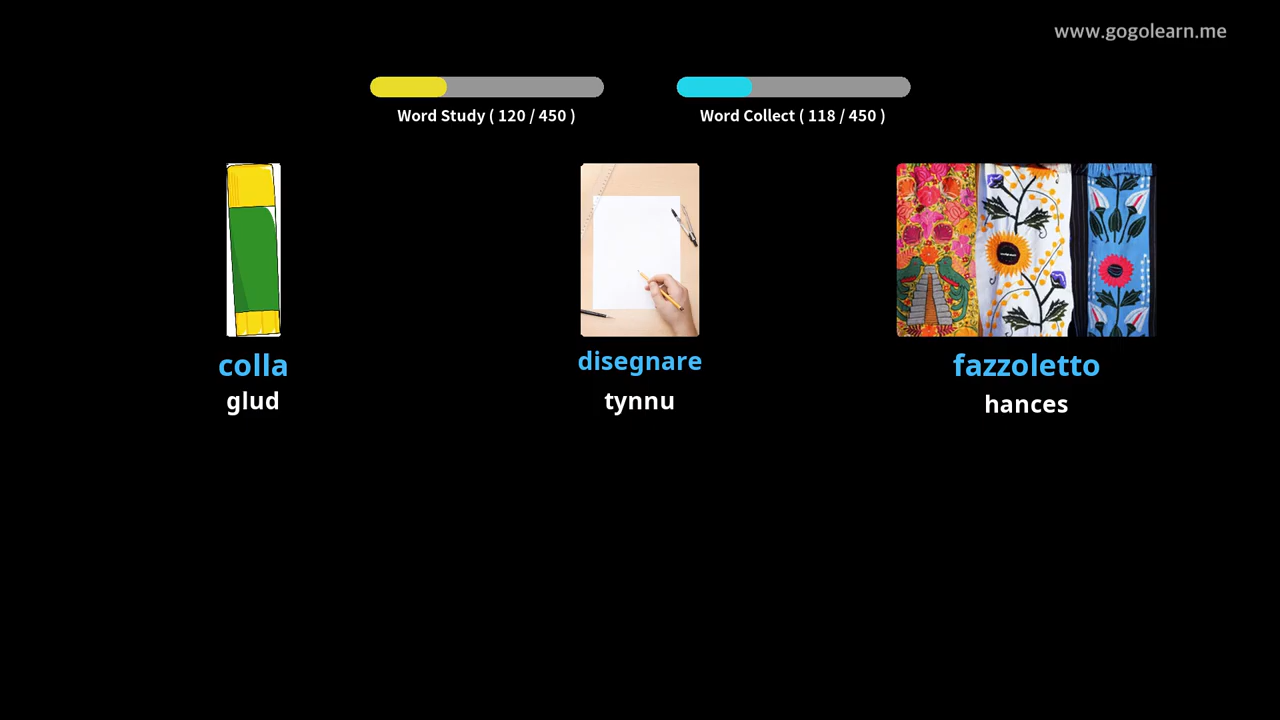 www.gogolearn.me
Word Study ( 120 / 450 )
Word Collect ( 118 / 450 )
colla
disegnare
fazzoletto
glud
tynnu
hances